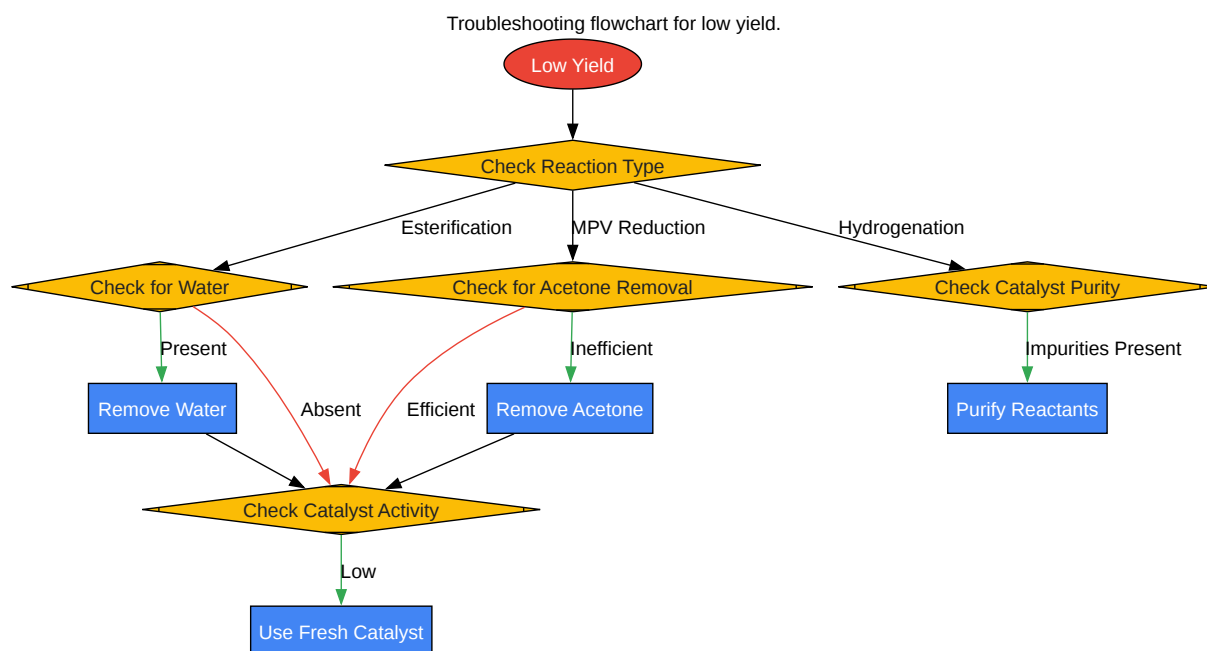 Troubleshooting flowchart for low yield.
Low Yield
Check Reaction Type
Esterification
MPV Reduction
Hydrogenation
Check for Water
Check for Acetone Removal
Check Catalyst Purity
Present
Inefficient
Impurities Present
Remove Water
Absent
Efficient
Remove Acetone
Purify Reactants
Check Catalyst Activity
Low
Use Fresh Catalyst